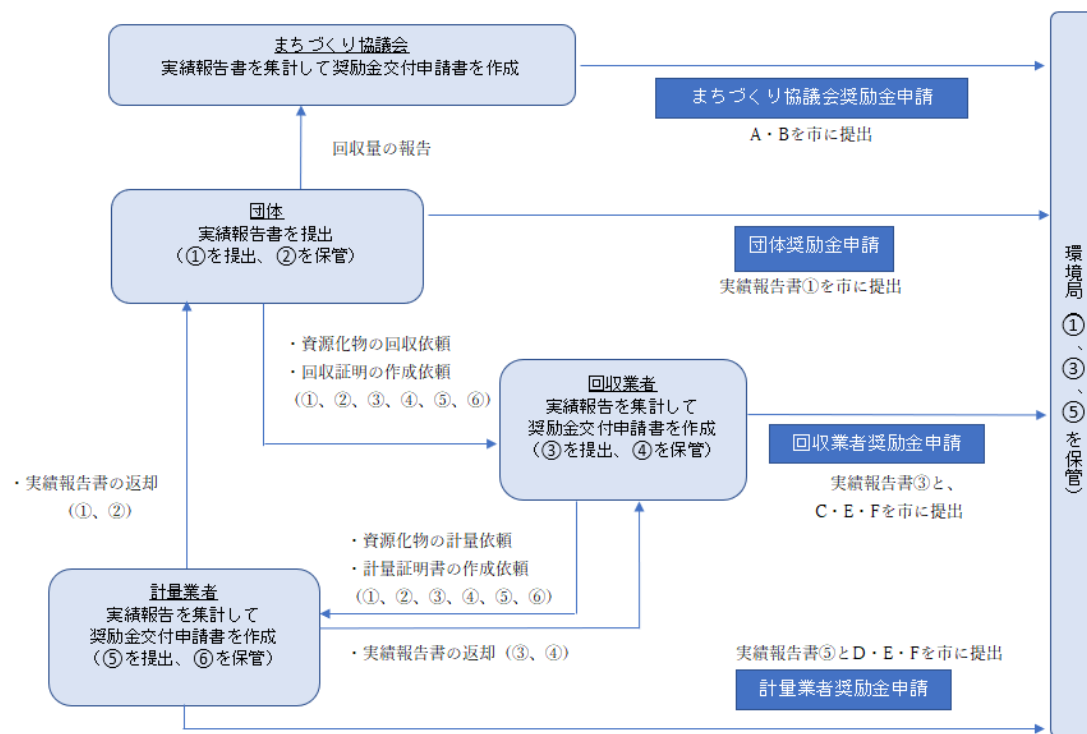 まちづくり協議会
実績報告書を集計して奨励金交付申請書を作成
まちづくり協議会奨励金申請
A・Bを市に提出
回収量の報告
団体
実績報告書を提出
(①を提出、②を保管)
団体奨励金申請
実績報告書①を市に提出
環境局(①、③、⑤を保管)
・資源化物の回収依頼
・回収証明の作成依頼
(①、②、③、④、⑤、⑥)
回収業者
実績報告を集計して
奨励金交付申請書を作成
(③を提出、④を保管)
回収業者奨励金申請
実績報告書③と、
C・E・Fを市に提出
・実績報告書の返却
(①、②)
・資源化物の計量依頼
・計量証明書の作成依頼
(①、②、③、④、⑤、⑥)
計量業者
実績報告を集計して
奨励金交付申請書を作成
(⑤を提出、⑥を保管)
・実績報告書の返却(③、④)
実績報告書⑤とD・E・Fを市に提出
計量業者奨励金申請